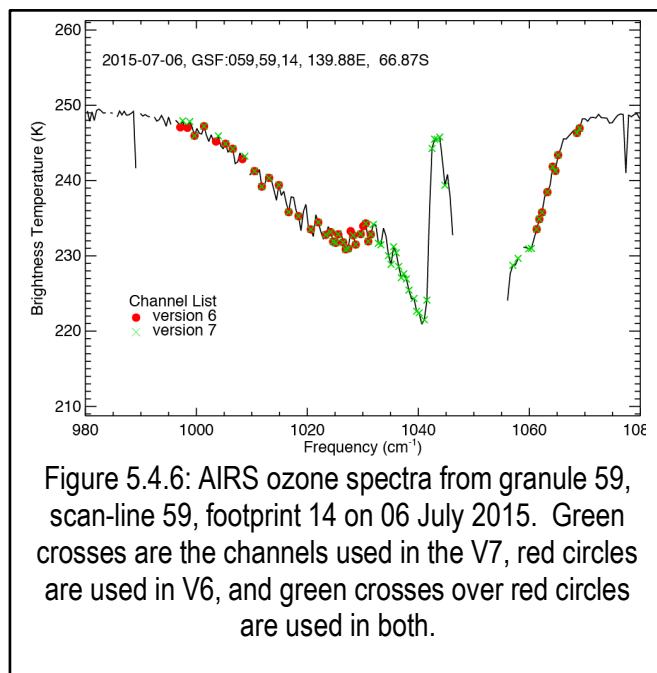 260
2015-07-06, GSF:059,59,14, 139.88E, 66.87S
250
240
230
220
210
Brightness Temperature (K)
Channel List
version 6
version 7
980
1000
1020
1040
1060
108
Frequency (cm-1)
Figure 5.4.6: AIRS ozone spectra from granule 59,
scan-line 59, footprint 14 on 06 July 2015. Green
crosses are the channels used in the V7, red circles
are used in V6, and green crosses over red circles
are used in both.